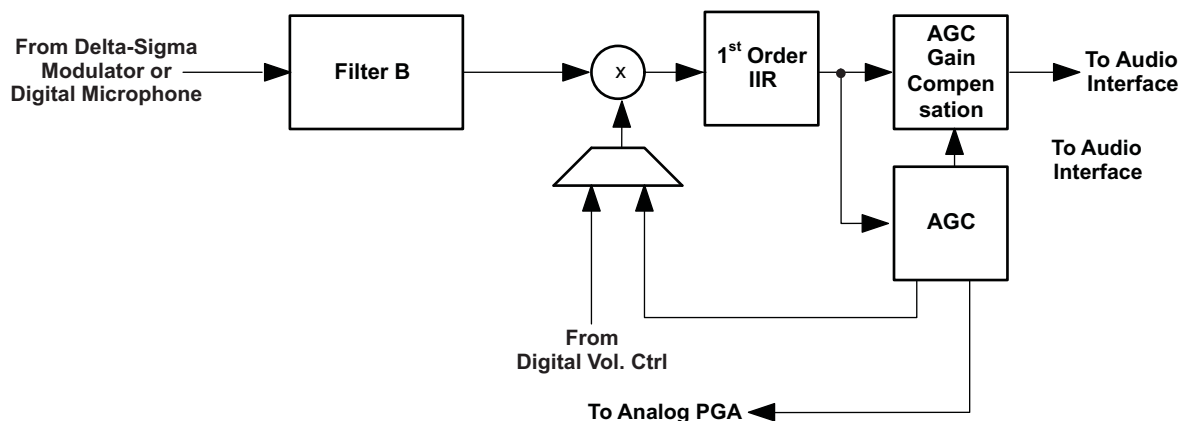 From Delta-Sigma
Modulator or
Digital Microphone
Filter B
x
1st Order
IIR
AGC
Gain
Compen
sation
To Audio
Interface
To Audio
Interface
AGC
From
Digital Vol. Ctrl
To Analog PGA